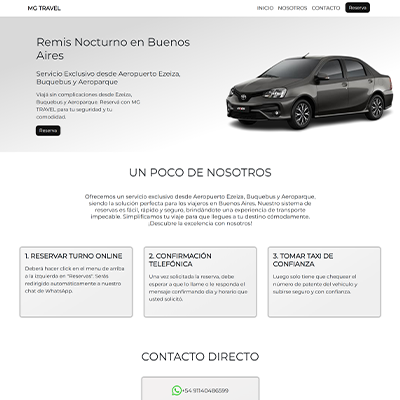 MG TRAVEL
INICIO NOSOTROS CONTACTO Reserva
Remis Nocturno en Buenos
Aires
Servicio Exclusivo desde Aeropuerto Ezeiza,
Buquebus y Aeroparque
Viajá sin complicaciones desde Ezeiza,
Buquebus y Aeroparque. Reservá con MG
TRAVEL para tu seguridad y tu
comodidad.
Reserva
UN POCO DE NOSOTROS
Ofrecemos un servicio exclusivo desde Aeropuerto Ezeiza, Buquebus y Aeroparque,
siendo la solución perfecta para los viajeros en Buenos Aires. Nuestro sistema de
reservas es fácil, rápido y seguro, brindándote una experiencia de transporte
impecable. Simplificamos tu viaje para que llegues a tu destino cómodamente.
¡Descubre la excelencia con nosotros!
1. RESERVAR TURNO ONLINE
Deberá hacer click en el menu de arriba
a la izquierda en "Reserva". Serás
redirigido automáticamente a nuestro
chat de WhatsApp.
2. CONFIRMACIÓN
TELEFÓNICA
Una vez solicitada la reserva, debe
esperar a que lo llame o le responda el
mensaje confirmando día y horario que
usted solicitó.
3. TOMAR TAXI DE
CONFIANZA
Luego solo tiene que chequear el
número de patente del vehículo y
subirse seguro y con confianza.
CONTACTO DIRECTO
+54 91140486599